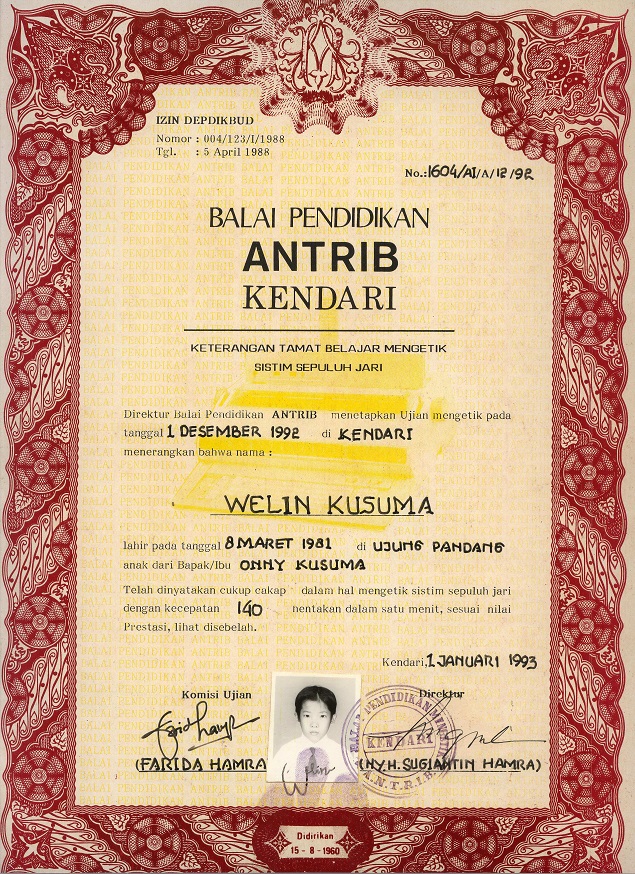 IZIN DEPDIKBUD
Nomor : 004/123/I/1988
Tgl. : 5 April 1988
No.: 1604/AI/A/12/92
BALAI PENDIDIKAN
ANTRIB
KENDARI
KETERANGAN TAMAT BELAJAR MENGETIK
SISTIM SEPULUH JARI
Direktur Balai Pendidikan ANTRIB menetapkan Ujian mengetik pada
tanggal 1 DESEMBER 1992 di KENDARI
menerangkan bahwa nama :
WELIN KUSUMA
lahir pada tanggal 8 MARET 1981 di UJUNG PANDANG
anak dari Bapak/Ibu ONNY KUSUMA
Telah dinyatakan cukup cakap dalam hal mengetik sistim sepuluh jari
dengan kecepatan 140 hentakan dalam satu menit, sesuai nilai
Prestasi, lihat disebelah.
Kendari, 1 JANUARI 1993
Komisi Ujian Direktur
BALAI PENDIDIKAN
KENDARI
A.N.T.R.I.B
Welin
(FARIDA HAMRA) (NY.H.SUGIANTIN HAMRA)
Didirikan
15 - 8 - 1960